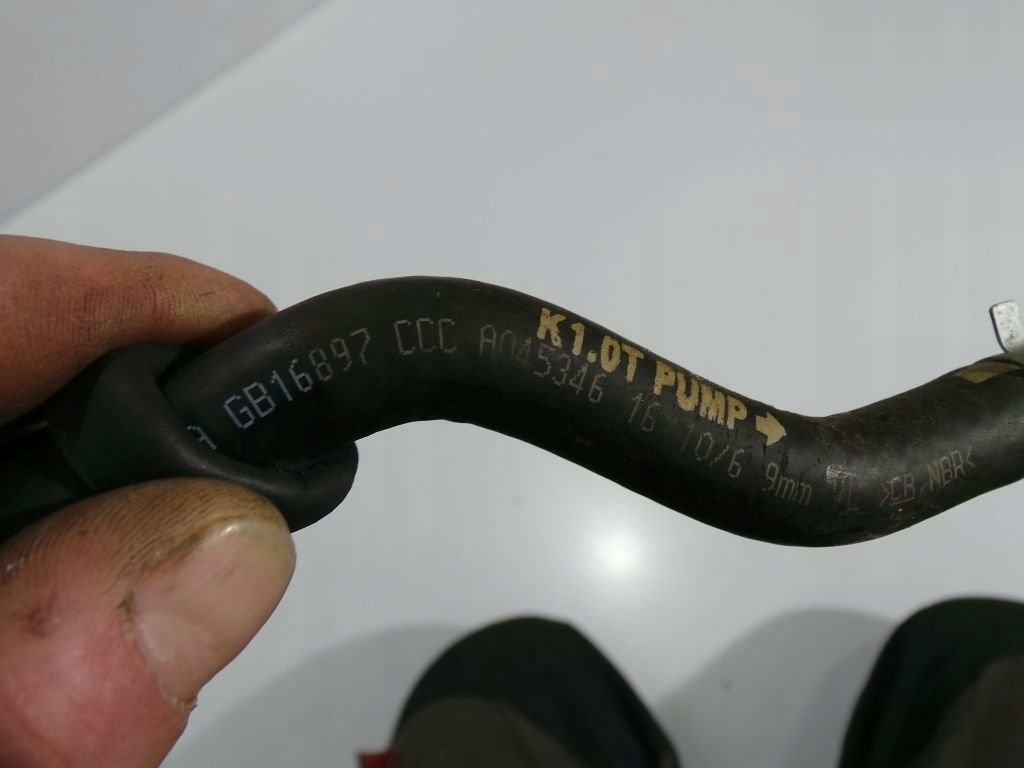 K1.0T PUMP →
GB16897 CCC A045346 16 10/6 9mm >CR NBR<